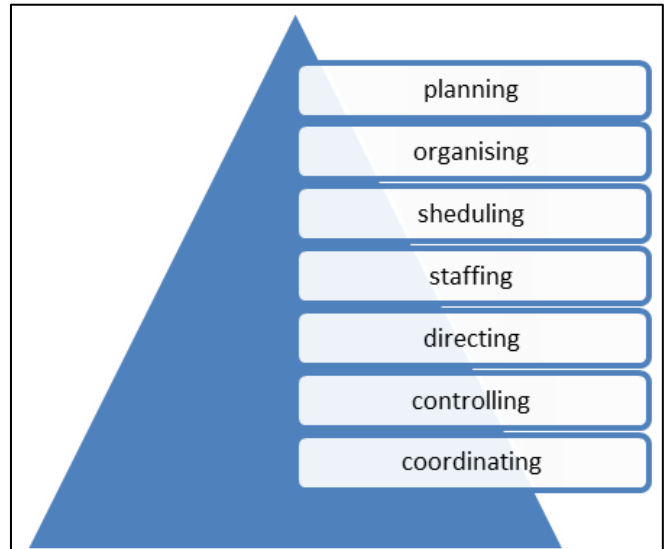 planning
organising
sheduling
staffing
directing
controlling
coordinating